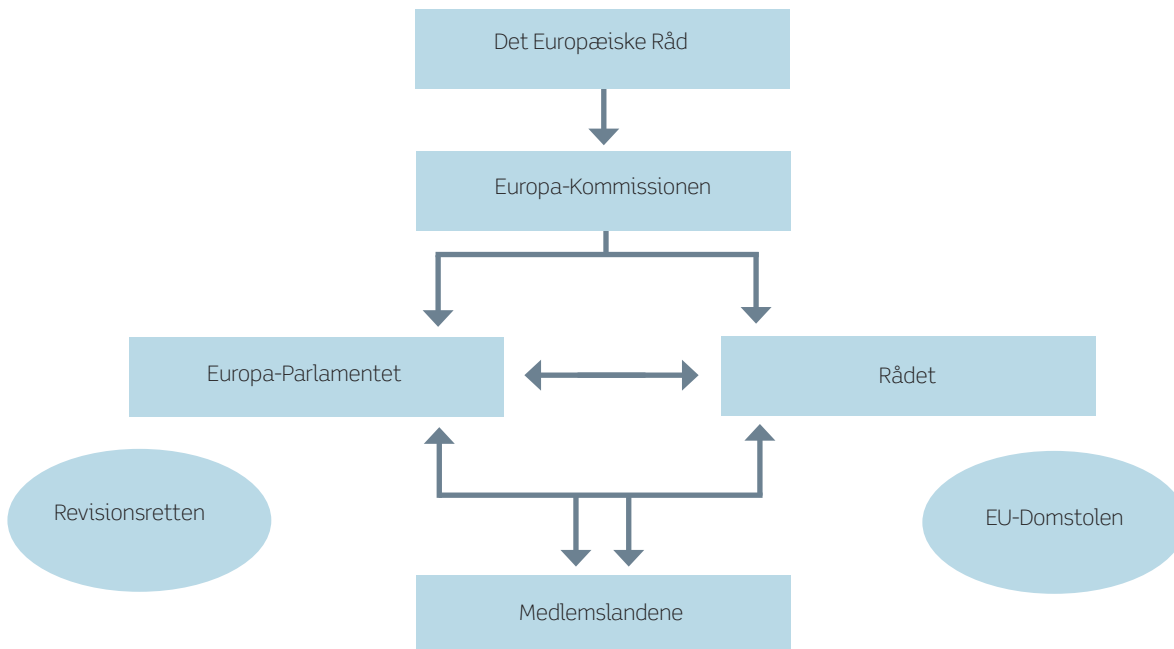 Det Europæiske Råd
Europa-Kommissionen
Europa-Parlamentet
Rådet
Revisionsretten
EU-Domstolen
Medlemslandene